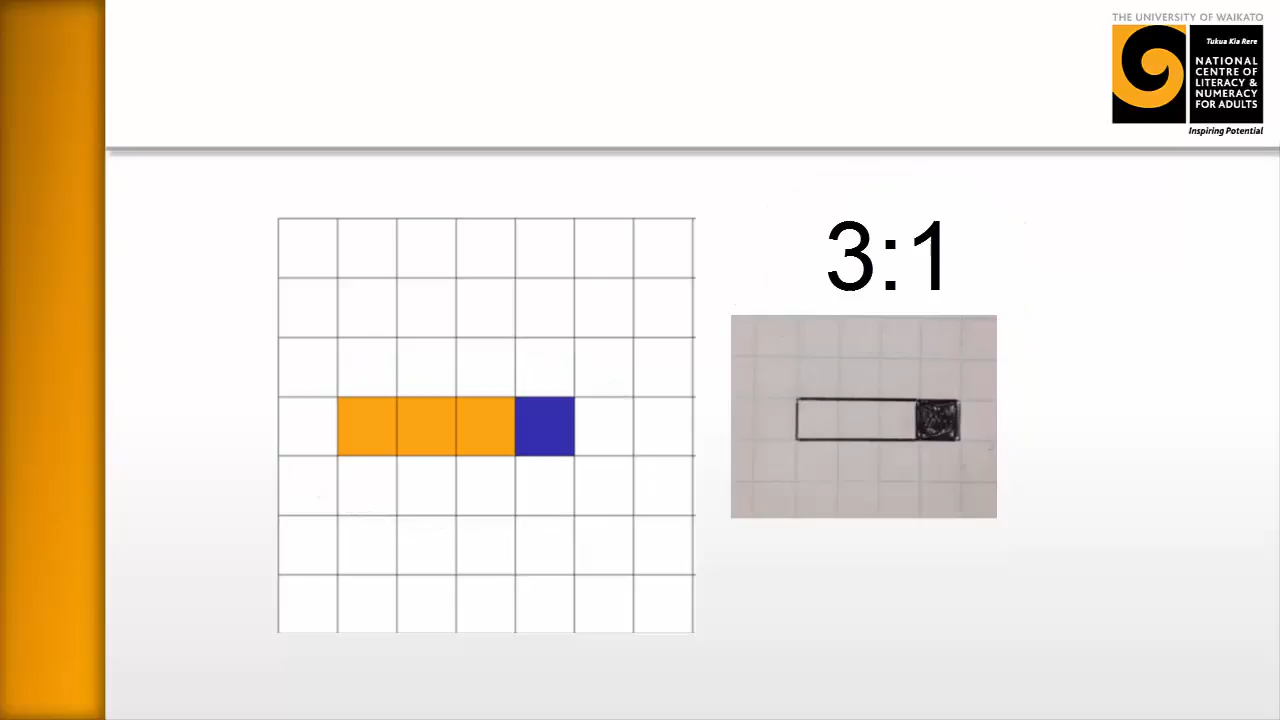 THE UNIVERSITY OF WAIKATO
Tukua Kia Rere
NATIONAL
CENTRE OF
LITERACY &
NUMERACY
FOR ADULTS
Inspiring Potential
3:1